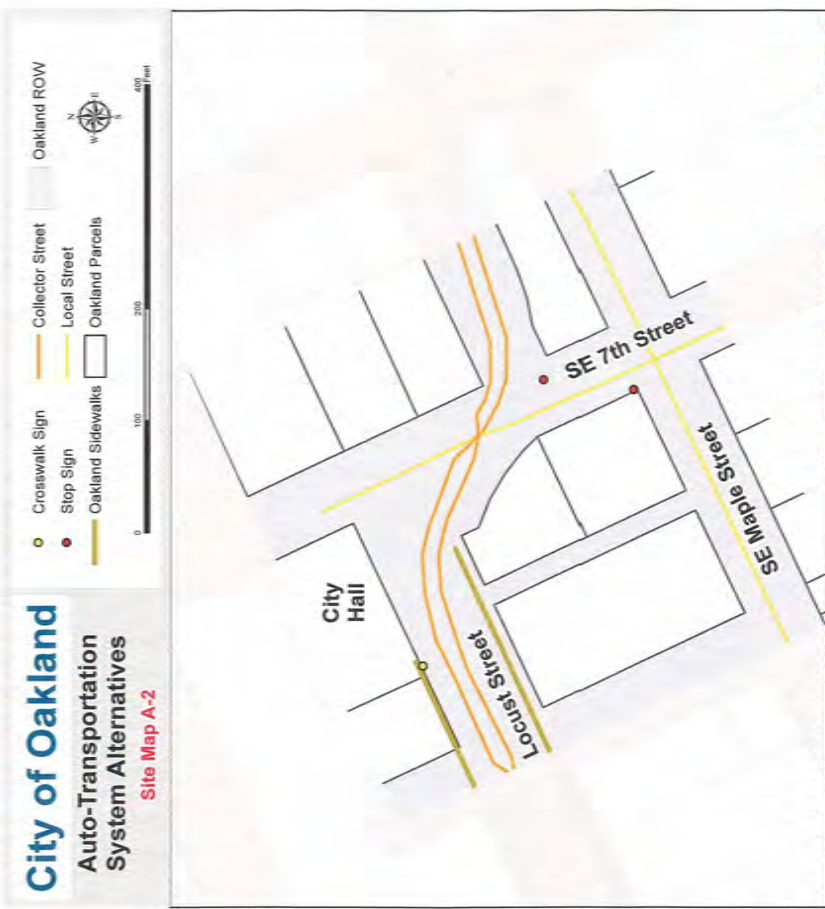 City of Oakland
Auto-Transportation
System Alternatives
Site Map A-2
Crosswalk Sign
Stop Sign
Oakland Sidewalks
Collector Street
Local Street
Oakland Parcels
Oakland ROW
N
W
E
S
0
100
200
400
Feet
City
Hall
Locust Street
SE 7th Street
SE Maple Street